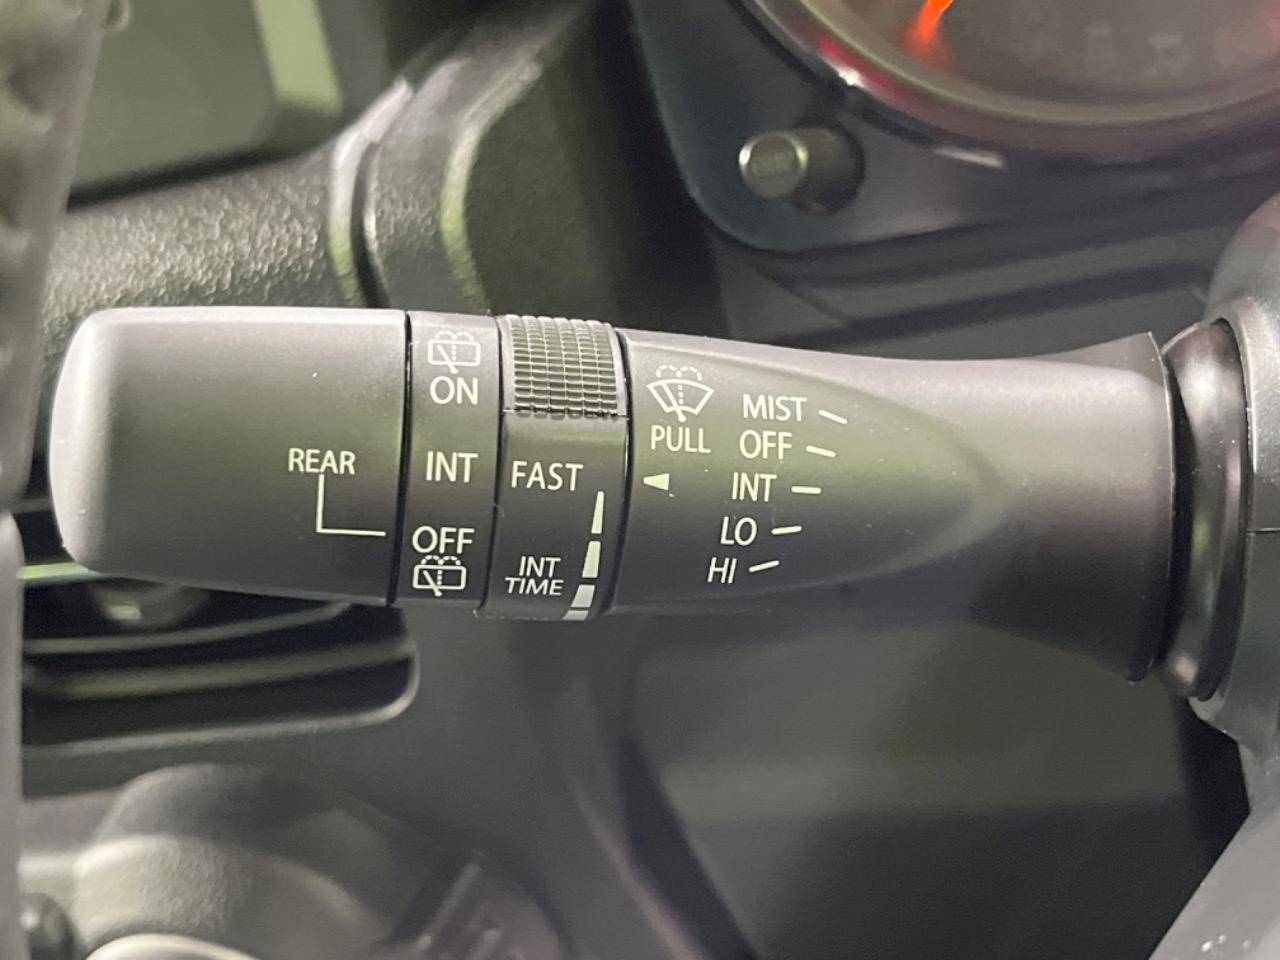 ON
INT
OFF
REAR
FAST
INT
TIME
PULL
MIST
OFF
INT
LO
HI